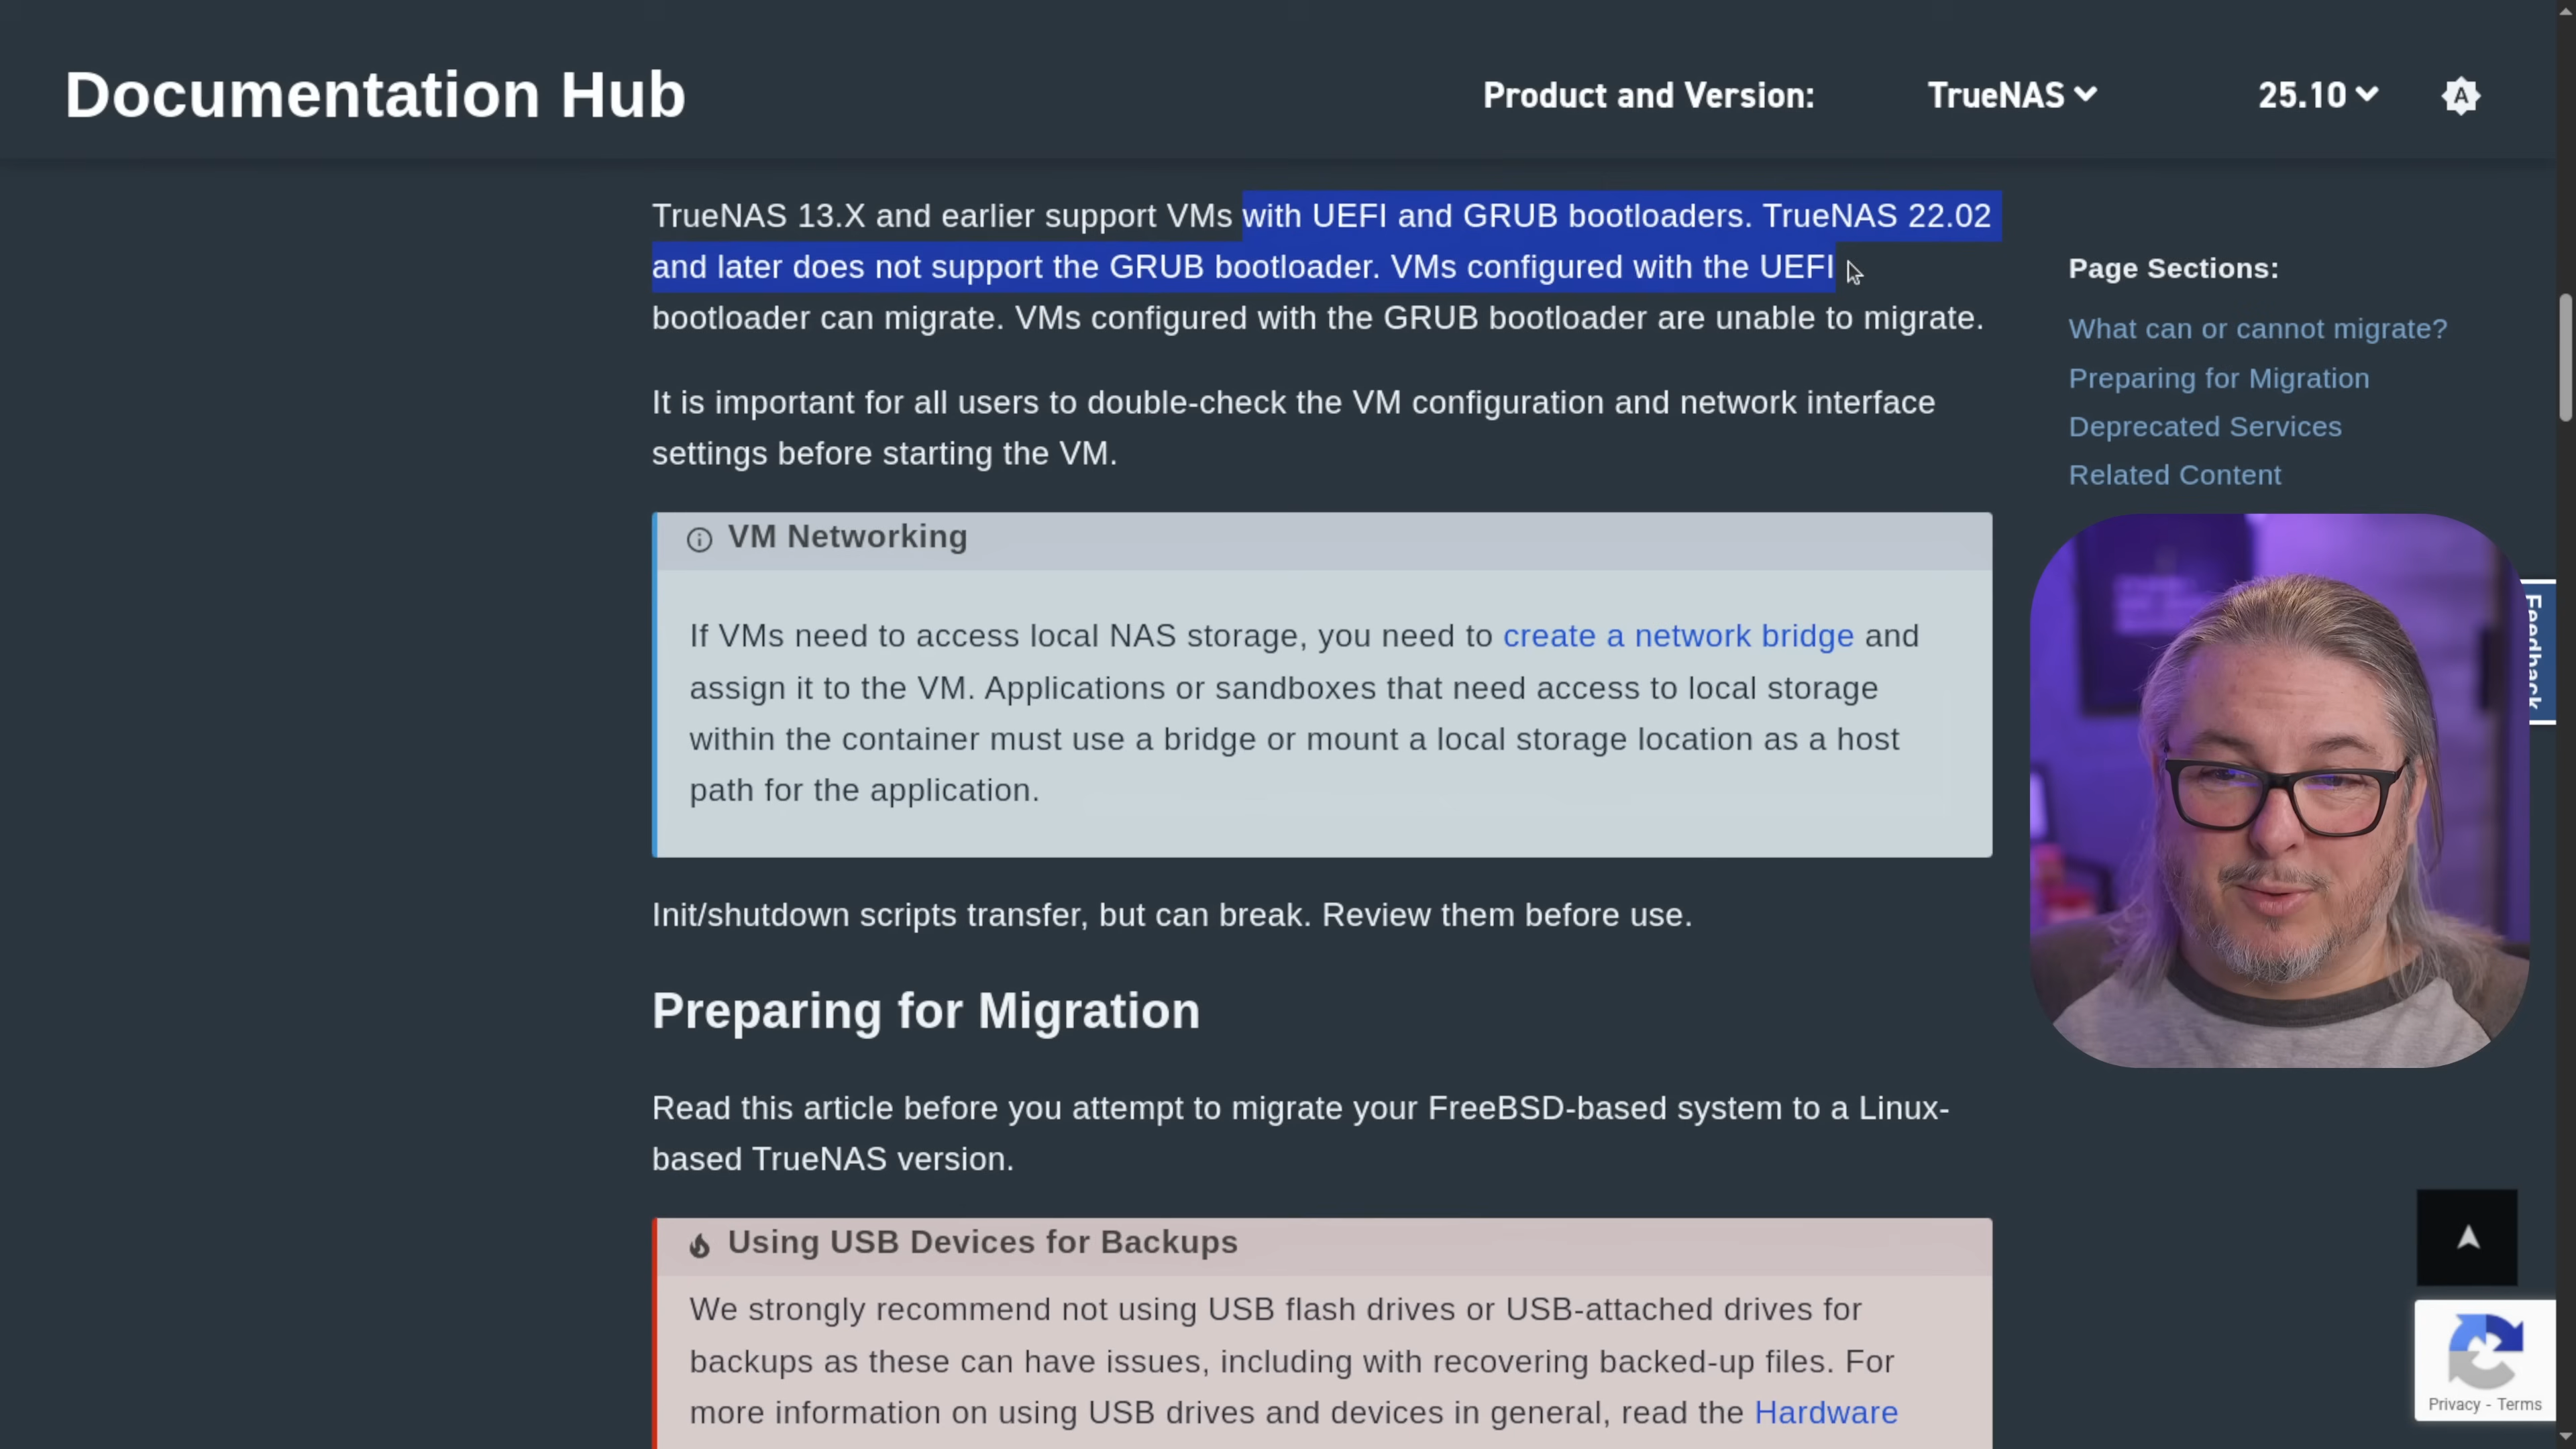 Documentation Hub
Product and Version:
TrueNAS
25.10
A
TrueNAS 13.X and earlier support VMs with UEFI and GRUB bootloaders. TrueNAS 22.02
and later does not support the GRUB bootloader. VMs configured with the UEFI
bootloader can migrate. VMs configured with the GRUB bootloader are unable to migrate.
It is important for all users to double-check the VM configuration and network interface
settings before starting the VM.
VM Networking
If VMs need to access local NAS storage, you need to create a network bridge and
assign it to the VM. Applications or sandboxes that need access to local storage
within the container must use a bridge or mount a local storage location as a host
path for the application.
Init/shutdown scripts transfer, but can break. Review them before use.
Preparing for Migration
Read this article before you attempt to migrate your FreeBSD-based system to a Linux-
based TrueNAS version.
Using USB Devices for Backups
We strongly recommend not using USB flash drives or USB-attached drives for
backups as these can have issues, including with recovering backed-up files. For
more information on using USB drives and devices in general, read the Hardware
Page Sections:
What can or cannot migrate?
Preparing for Migration
Deprecated Services
Related Content
Feedback
Privacy - Terms